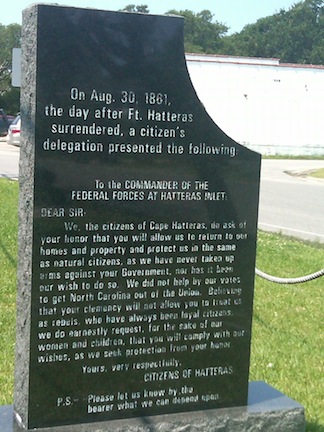 On Aug. 30, 1861,
the day after Ft. Hatteras
surrendered, a citizen's
delegation presented the following:
To the COMMANDER OF THE
FEDERAL FORCES AT HATTERAS INLET:
DEAR SIR:
We, the citizens of Cape Hatteras, do ask of
your honor that you will allow us to return to our
homes and property and protect us in the same
as natural citizens, as we have never taken up
arms against your Government, nor has it been
our wish to do so. We did not help by our votes
to get North Carolina out of the Union. Believing
that your clemency will not allow you to treat us
as rebels, who have always been loyal citizens,
we do earnestly request, for the sake of our
women and children, that you will comply with our
wishes, as we seek protection from your honor.
Yours, very respectfully,
CITIZENS OF HATTERAS
P.S.-- Please let us know by the
bearer what we can depend upon.